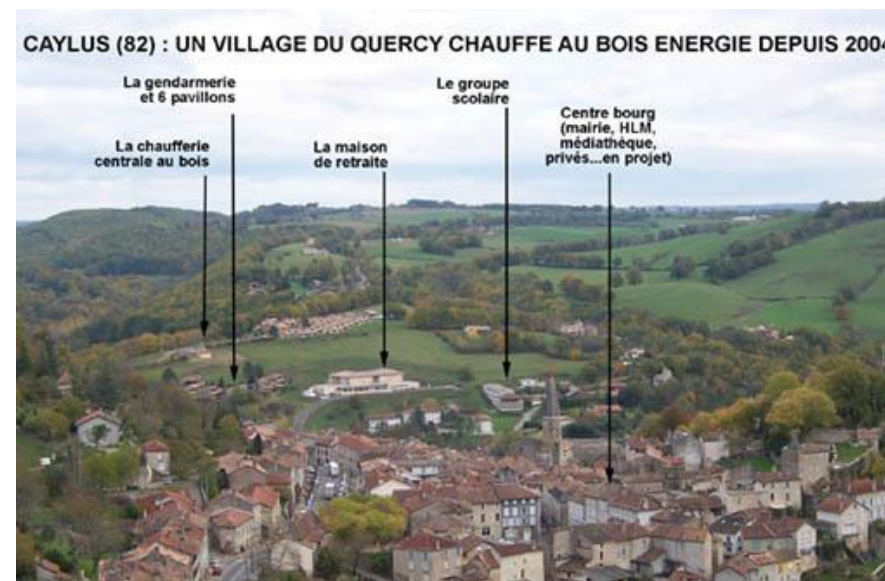 CAYLUS (82) : UN VILLAGE DU QUERCY CHAUFFE AU BOIS ENERGIE DEPUIS 2004
La gendarmerie
et 6 pavillons
La chaufferie
centrale au bois
La maison
de retraite
Le groupe
scolaire
Centre bourg
(mairie, HLM,
médiathèque,
privés...en projet)